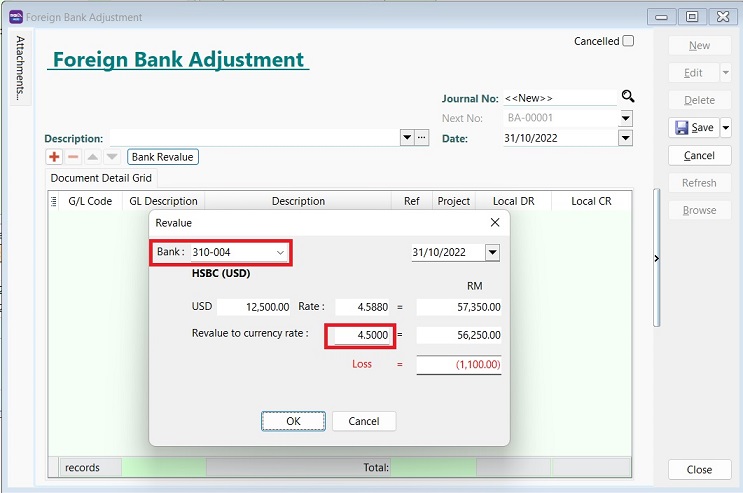 Foreign Bank Adjustment
Attachments...
Foreign Bank Adjustment
Cancelled
Journal No: <<New>>
Next No: BA-00001
Description:
Date: 31/10/2022
Bank Revalue
Document Detail Grid
G/L Code GL Description Description Ref Project Local DR Local CR
Revalue
Bank : 310-004
31/10/2022
HSBC (USD)
RM
USD 12,500.00 Rate : 4.5880 = 57,350.00
Revalue to currency rate : 4.5000 = 56,250.00
Loss = (1,100.00)
OK
Cancel
records
Total:
New
Edit
Delete
Save
Cancel
Refresh
Browse
Close